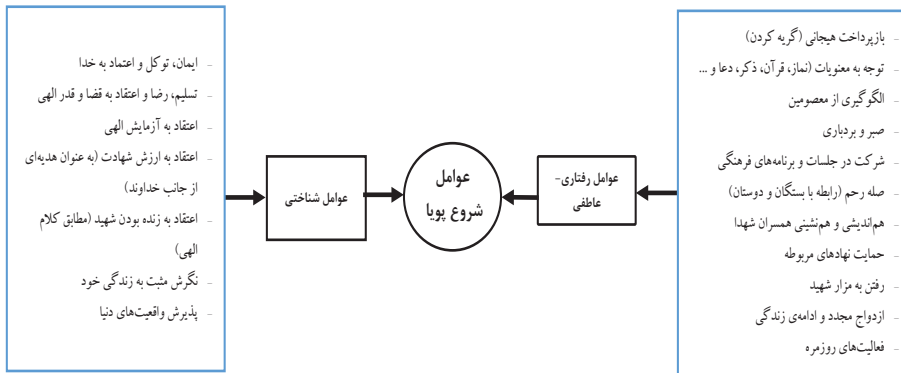 - بازپرداخت هیجانی (گریه کردن)
- توجه به معنویات (نماز، قرآن، ذکر، دعا و ...
- الگوگیری از معصومین
- صبر و بردباری
- شرکت در جلسات و برنامه‌های فرهنگی
- صله رحم (رابطه با بستگان و دوستان)
- هم‌اندیشی و هم‌نشینی همسران شهدا
- حمایت نهادهای مربوطه
- رفتن به مزار شهید
- ازدواج مجدد و ادامه‌ی زندگی
- فعالیت‌های روزمره
عوامل رفتاری-
عاطفی
عوامل
شروع پویا
عوامل شناختی
- ایمان، توکل و اعتماد به خدا
- تسلیم، رضا و اعتقاد به قضا و قدر الهی
- اعتقاد به آزمایش الهی
- اعتقاد به ارزش شهادت (به عنوان هدیه‌ای
از جانب خداوند)
- اعتقاد به زنده بودن شهید (مطابق کلام
الهی)
- نگرش مثبت به زندگی خود
- پذیرش واقعیت‌های دنیا